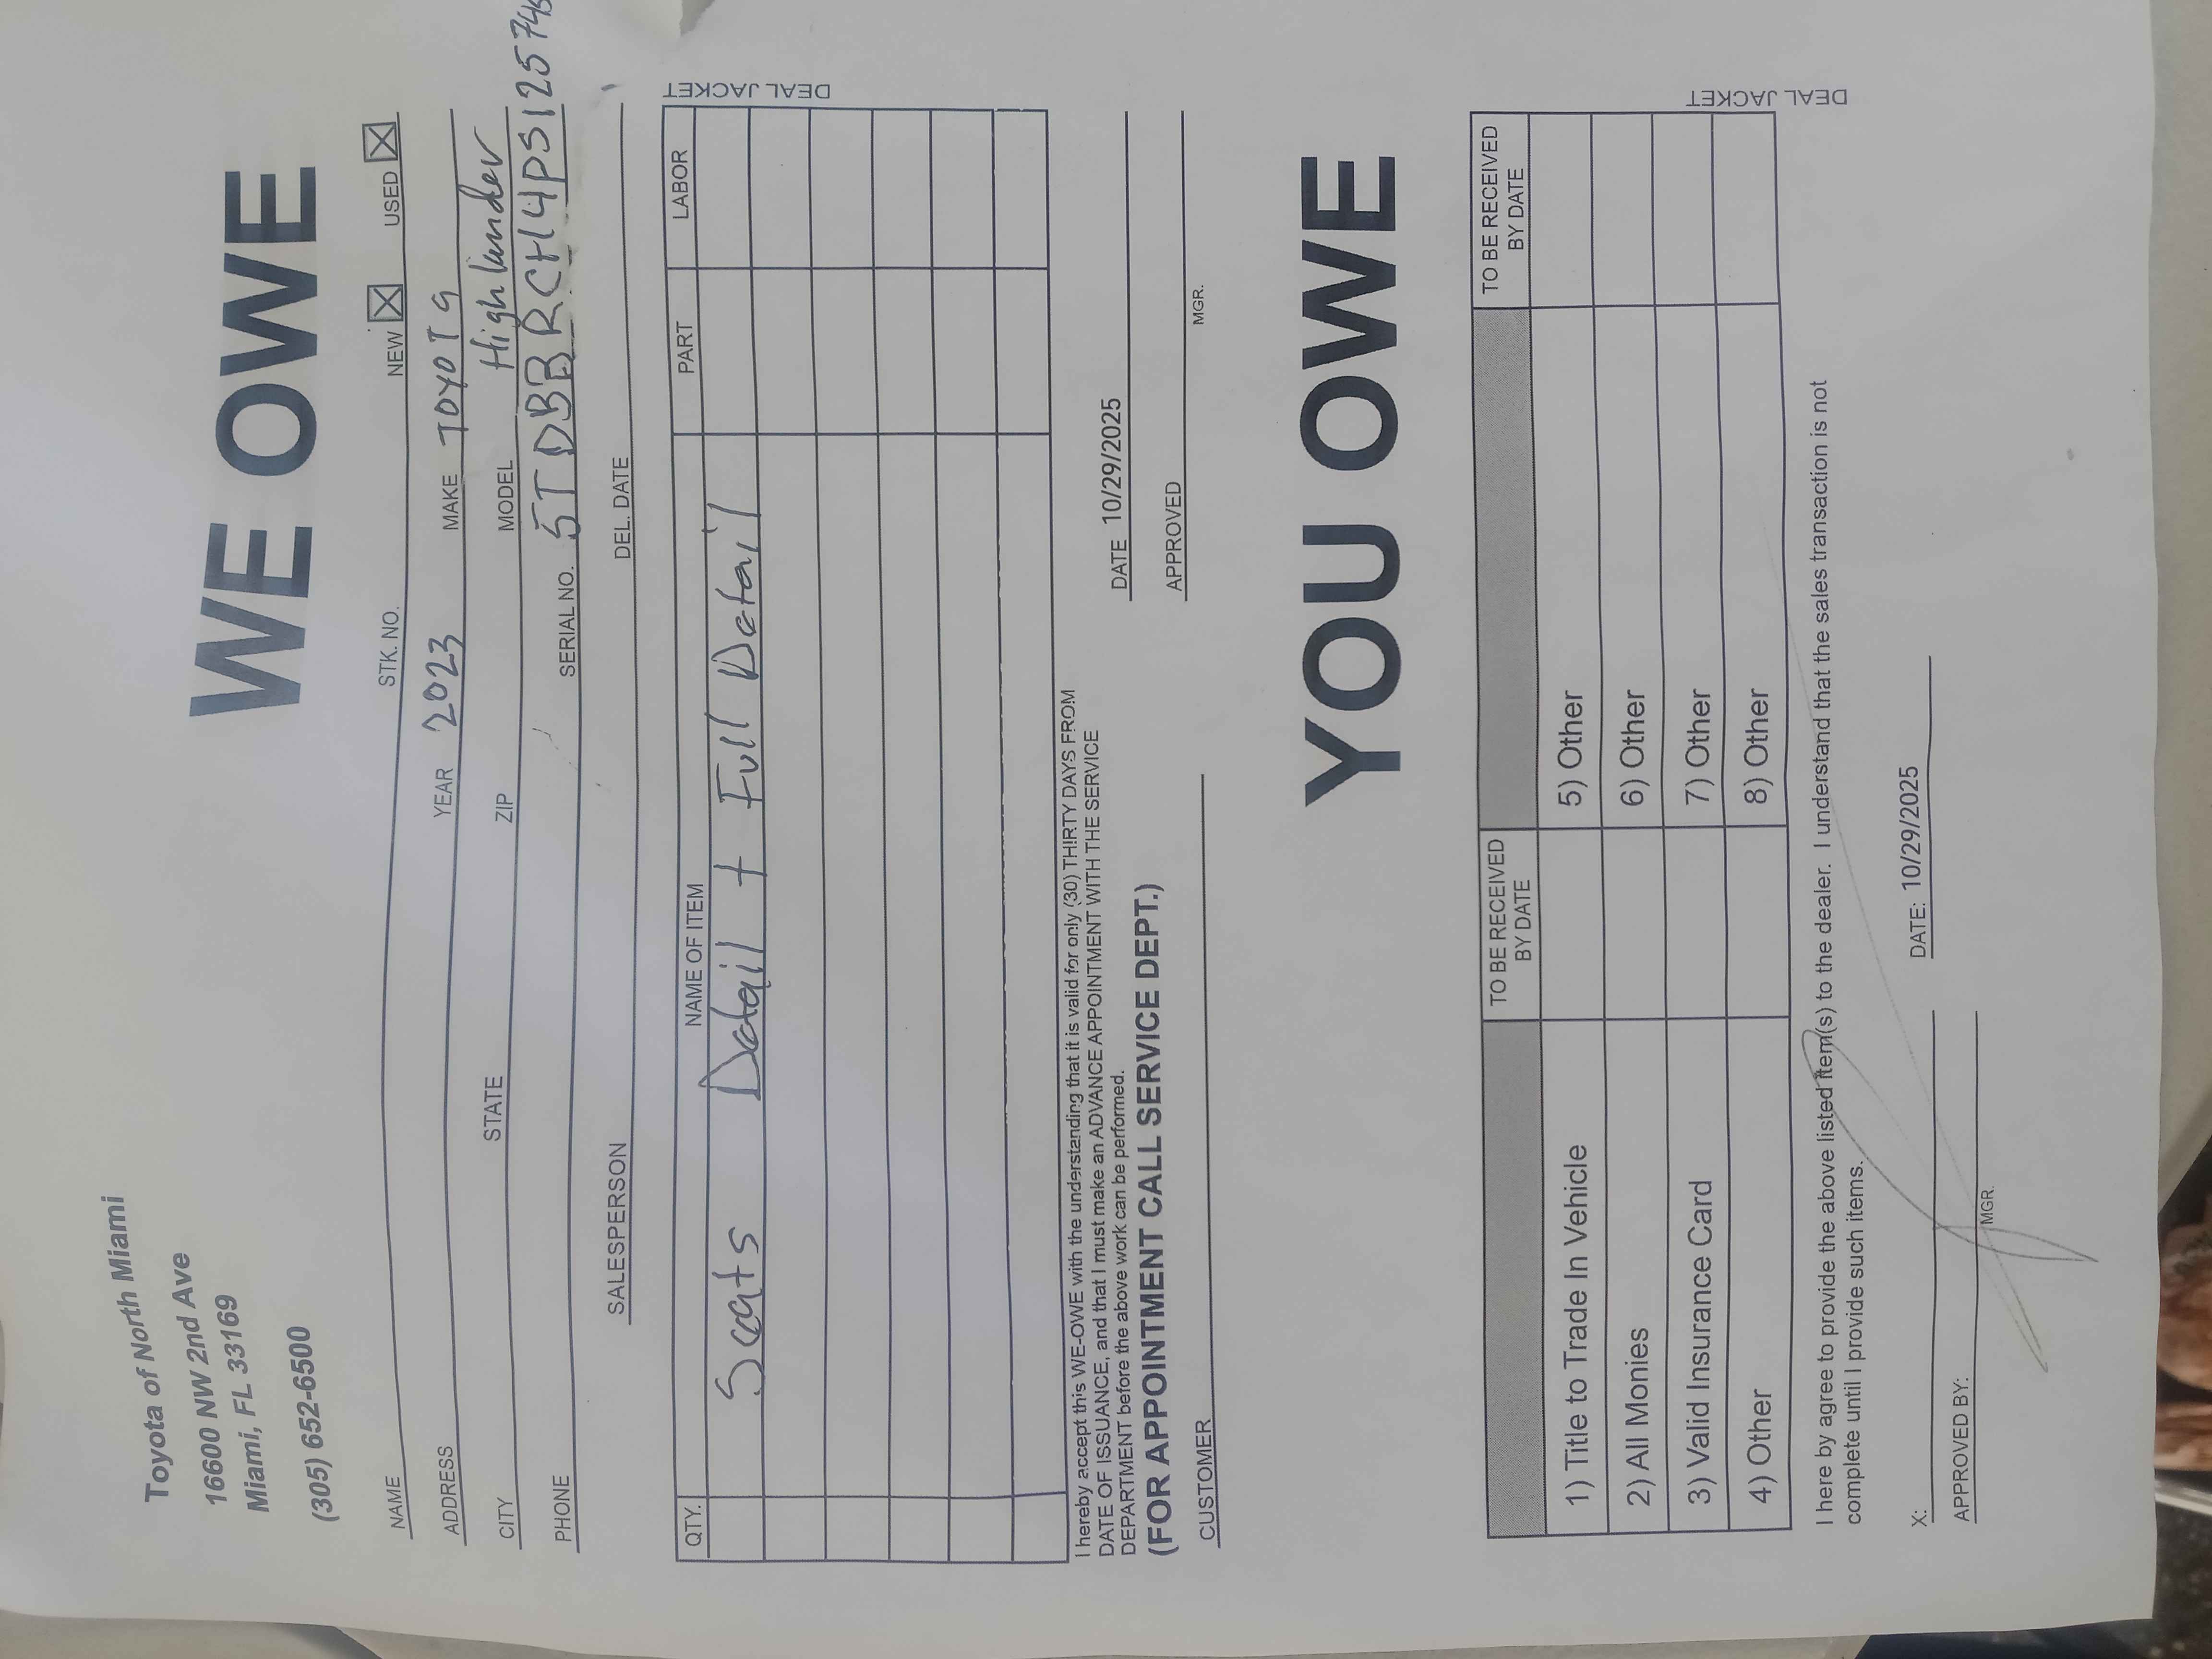 Toyota of North Miami
16600 NW 2nd Ave
Miami, FL 33169
(305) 652-6500
WE OWE
NAME STK. NO. NEW ☒ USED ☒
ADDRESS YEAR 2023 MAKE TOYOTA
CITY STATE ZIP MODEL Highlander
PHONE SERIAL NO. 5TDBBRCH4PS125745
SALESPERSON DEL. DATE
QTY. NAME OF ITEM PART LABOR
Seats Detail + Full Detail
DEAL JACKET
I hereby accept this WE-OWE with the understanding that it is valid for only (30) THIRTY DAYS FROM
DATE OF ISSUANCE, and that I must make an ADVANCE APPOINTMENT WITH THE SERVICE
DEPARTMENT before the above work can be performed.
(FOR APPOINTMENT CALL SERVICE DEPT.)
DATE 10/29/2025
CUSTOMER APPROVED
MGR.
YOU OWE
TO BE RECEIVED BY DATE TO BE RECEIVED BY DATE
1) Title to Trade In Vehicle 5) Other
2) All Monies 6) Other
3) Valid Insurance Card 7) Other
4) Other 8) Other
DEAL JACKET
I here by agree to provide the above listed item(s) to the dealer. I understand that the sales transaction is not
complete until I provide such items.
X: DATE: 10/29/2025
APPROVED BY:
MGR.